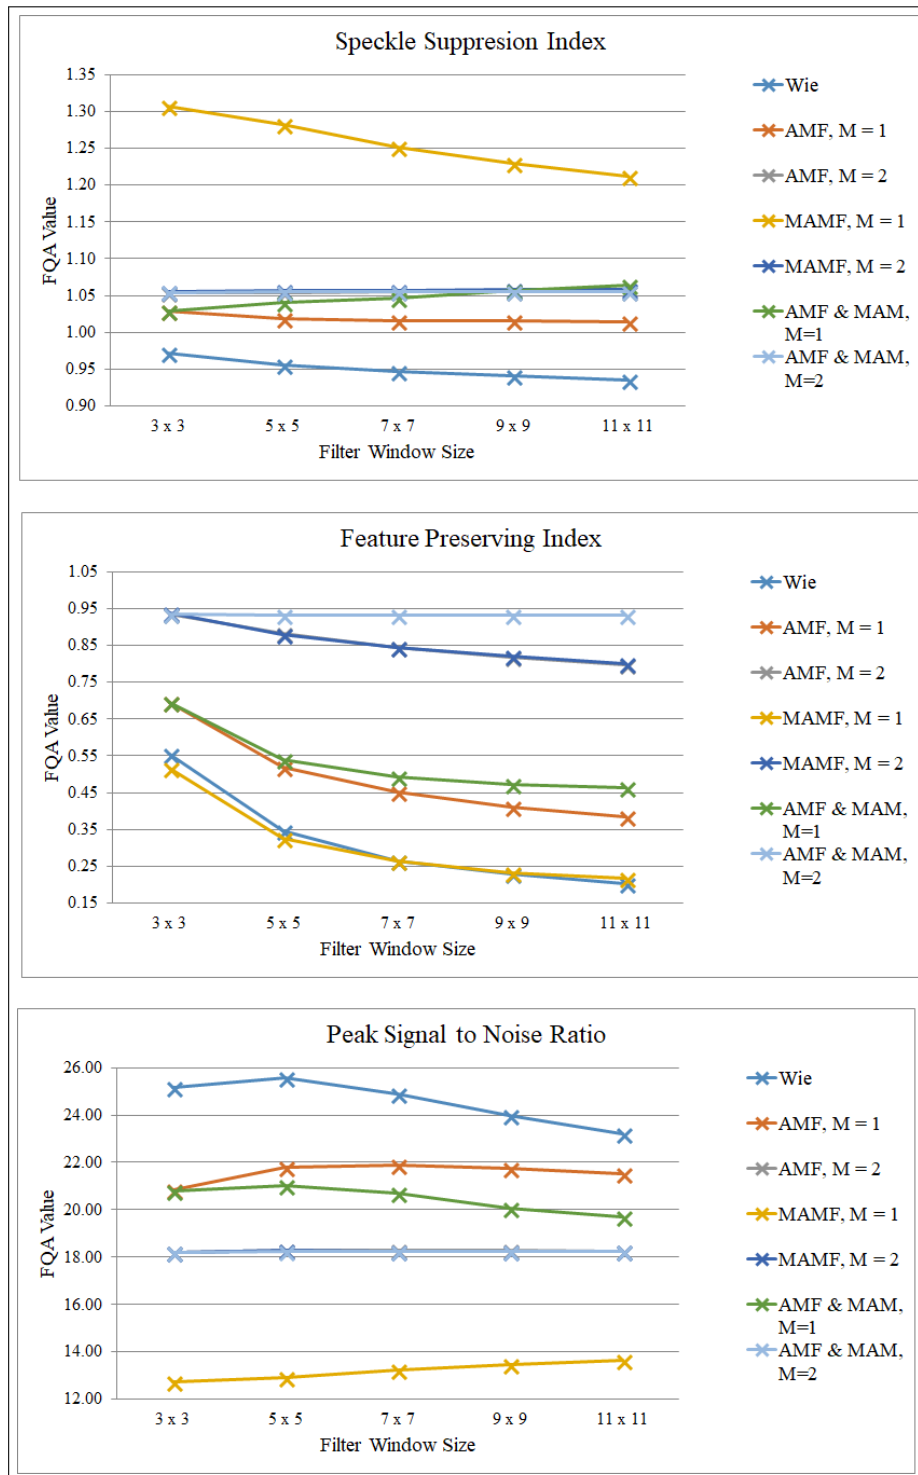 Speckle Suppresion Index
1.35
1.30
1.25
1.20
1.15
1.10
1.05
1.00
0.95
0.90
FQA Value
3 x 3 5 x 5 7 x 7 9 x 9 11 x 11
Filter Window Size
Wie
AMF, M = 1
AMF, M = 2
MAMF, M = 1
MAMF, M = 2
AMF & MAM,
M=1
AMF & MAM,
M=2
Feature Preserving Index
1.05
0.95
0.85
0.75
0.65
0.55
0.45
0.35
0.25
0.15
FQA Value
3 x 3 5 x 5 7 x 7 9 x 9 11 x 11
Filter Window Size
Wie
AMF, M = 1
AMF, M = 2
MAMF, M = 1
MAMF, M = 2
AMF & MAM,
M=1
AMF & MAM,
M=2
Peak Signal to Noise Ratio
26.00
24.00
22.00
20.00
18.00
16.00
14.00
12.00
FQA Value
3 x 3 5 x 5 7 x 7 9 x 9 11 x 11
Filter Window Size
Wie
AMF, M = 1
AMF, M = 2
MAMF, M = 1
MAMF, M = 2
AMF & MAM,
M=1
AMF & MAM,
M=2